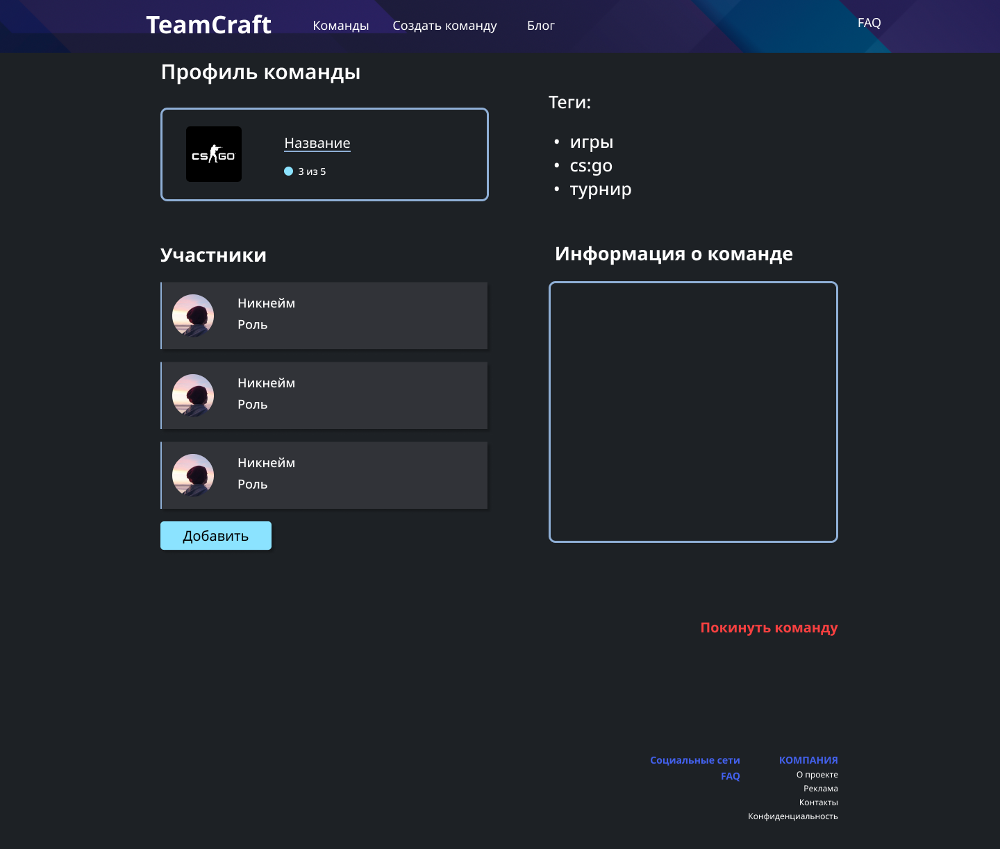 TeamCraft
Команды
Создать команду
Блог
FAQ
Профиль команды
CS GO
Название
3 из 5
Теги:
• игры
• cs:go
• турнир
Участники
Никнейм
Роль
Никнейм
Роль
Никнейм
Роль
Добавить
Информация о команде
Покинуть команду
Социальные сети
FAQ
КОМПАНИЯ
О проекте
Реклама
Контакты
Конфиденциальность